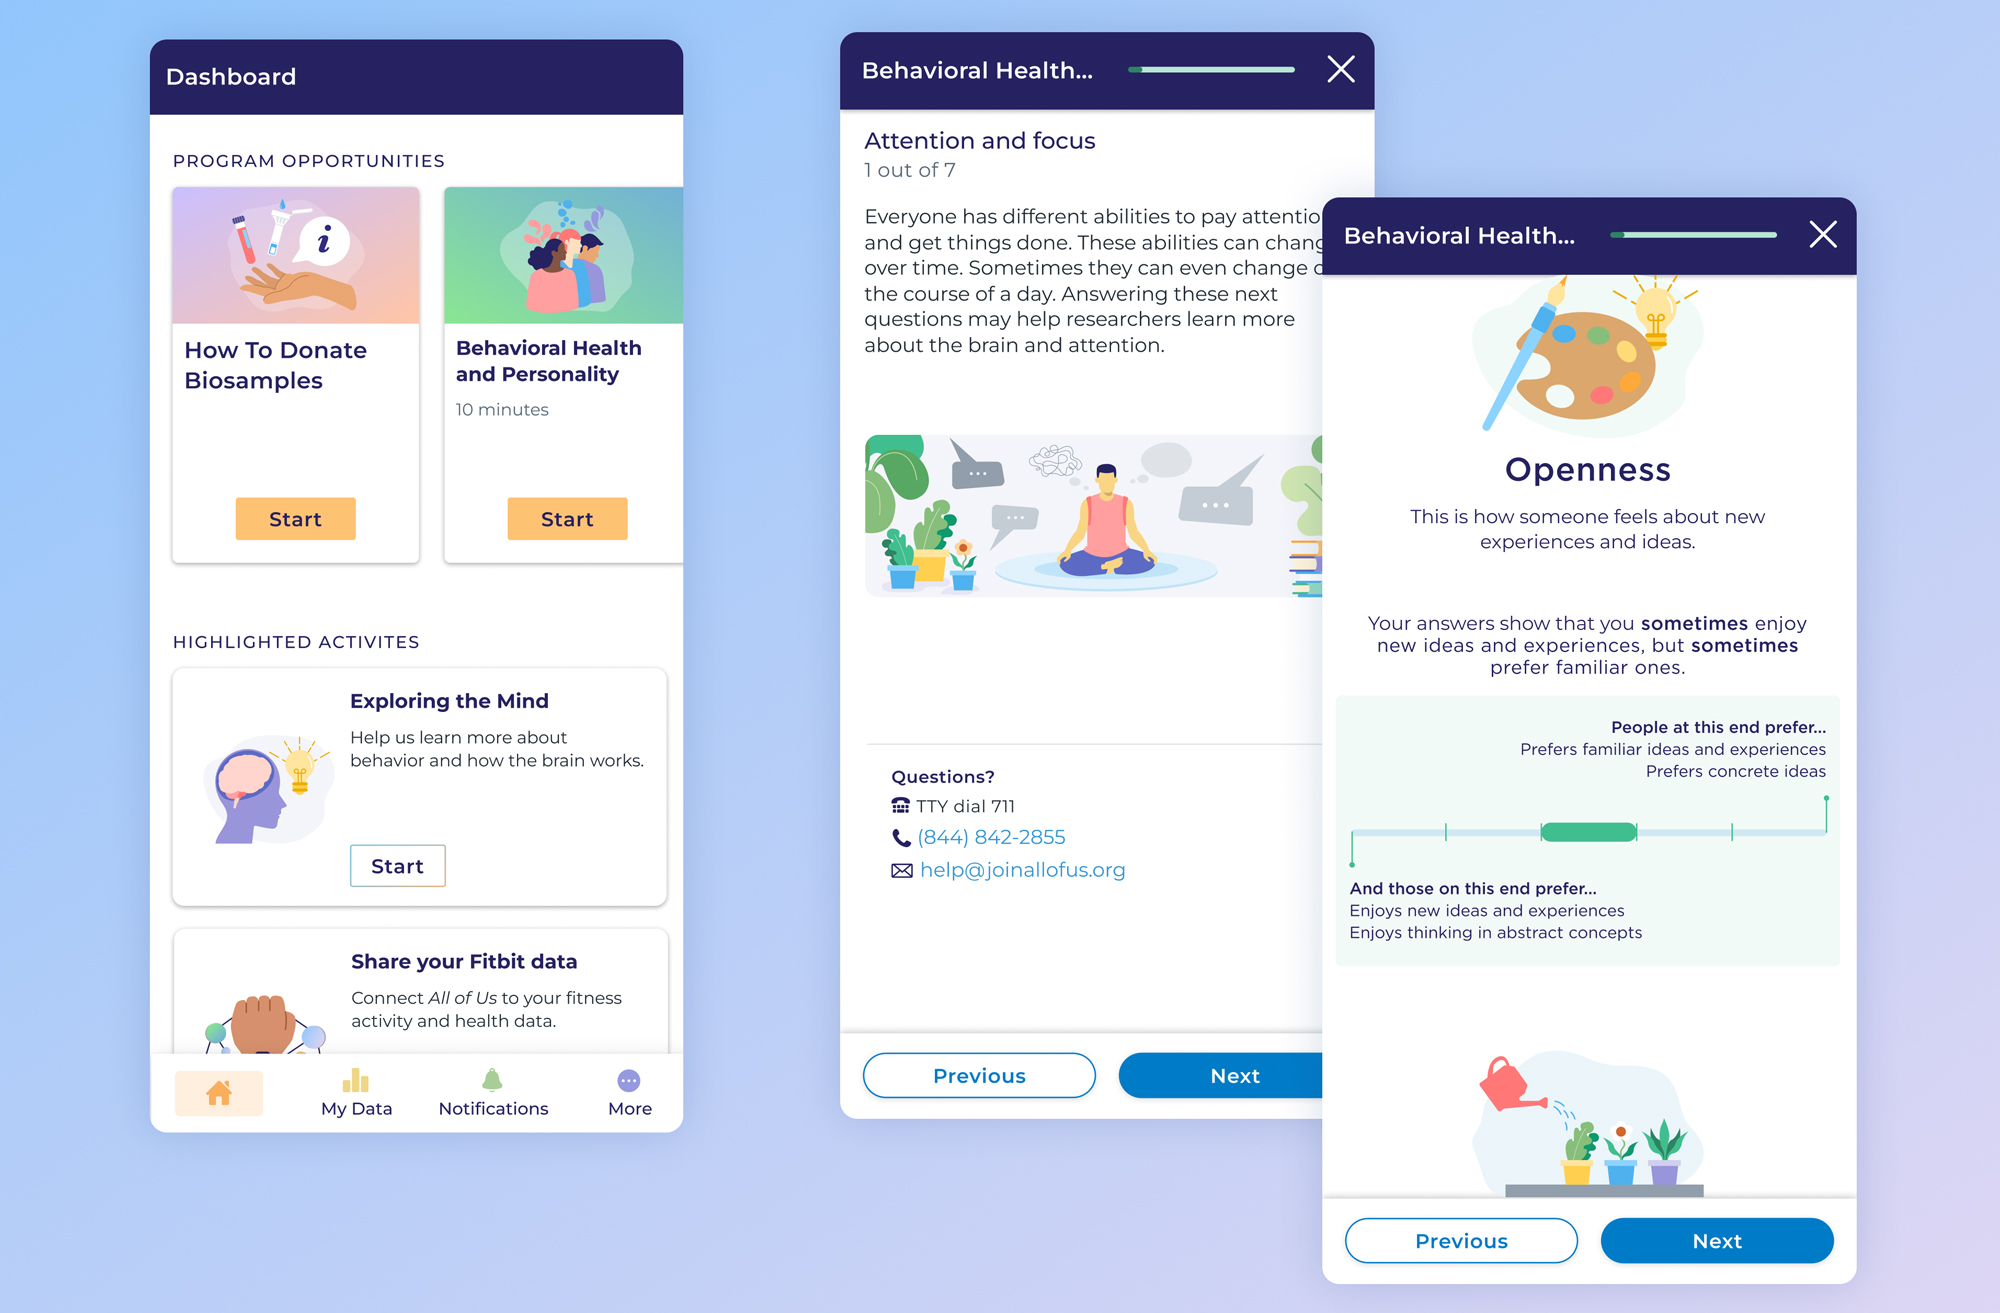 Dashboard
PROGRAM OPPORTUNITIES
How To Donate
Biosamples
Start
Behavioral Health
and Personality
10 minutes
Start
HIGHLIGHTED ACTIVITES
Exploring the Mind
Help us learn more about
behavior and how the brain works.
Start
Share your Fitbit data
Connect All of Us to your fitness
activity and health data.
My Data
Notifications
More
Behavioral Health...
Attention and focus
1 out of 7
Everyone has different abilities to pay attentio
and get things done. These abilities can chang
over time. Sometimes they can even change
the course of a day. Answering these next
questions may help researchers learn more
about the brain and attention.
Questions?
TTY dial 711
(844) 842-2855
help@joinallofus.org
Previous
Next
Behavioral Health...
Openness
This is how someone feels about new
experiences and ideas.
Your answers show that you sometimes enjoy
new ideas and experiences, but sometimes
prefer familiar ones.
People at this end prefer...
Prefers familiar ideas and experiences
Prefers concrete ideas
And those on this end prefer...
Enjoys new ideas and experiences
Enjoys thinking in abstract concepts
Previous
Next